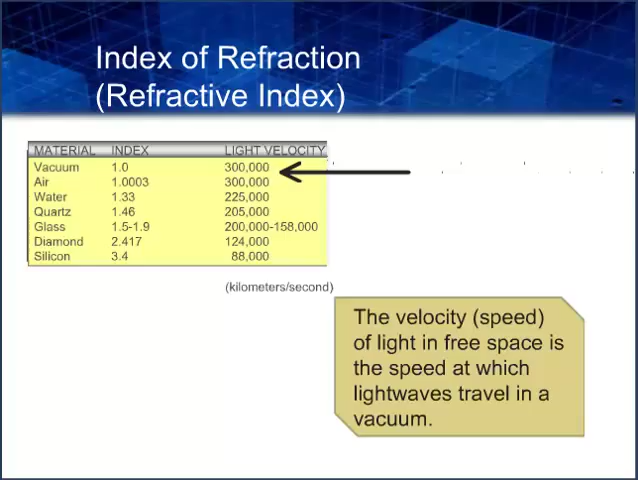 Index of Refraction
(Refractive Index)
MATERIAL INDEX LIGHT VELOCITY
Vacuum 1.0 300,000
Air 1.0003 300,000
Water 1.33 225,000
Quartz 1.46 205,000
Glass 1.5-1.9 200,000-158,000
Diamond 2.417 124,000
Silicon 3.4 88,000
(kilometers/second)
The velocity (speed)
of light in free space is
the speed at which
lightwaves travel in a
vacuum.